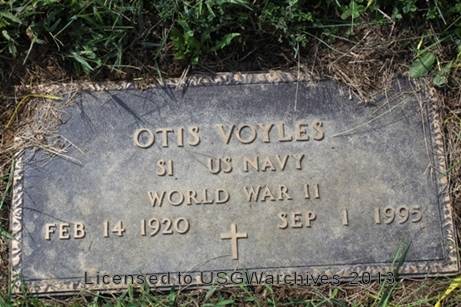 OTIS VOYLES
S1 US NAVY
WORLD WAR II
FEB 14 1920 SEP 1 1995
Licensed to USGWarchives 2013